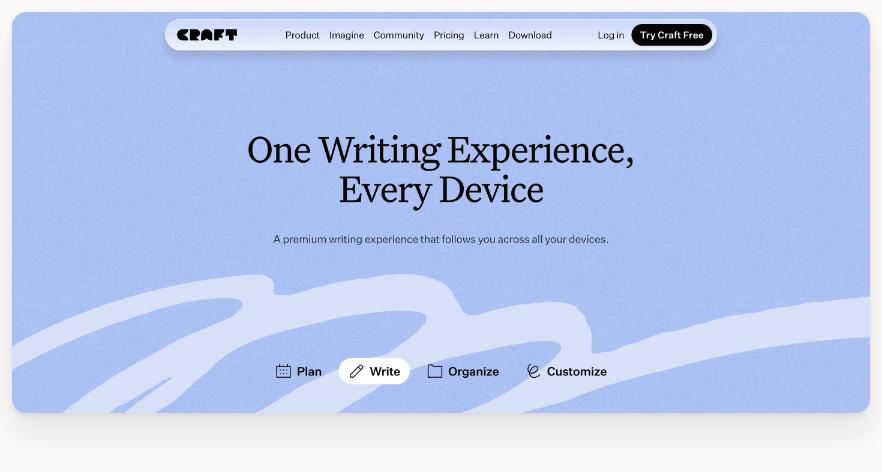 CRAFT Product Imagine Community Pricing Learn Download Log in Try Craft Free
One Writing Experience,
Every Device
A premium writing experience that follows you across all your devices.
Plan Write Organize Customize